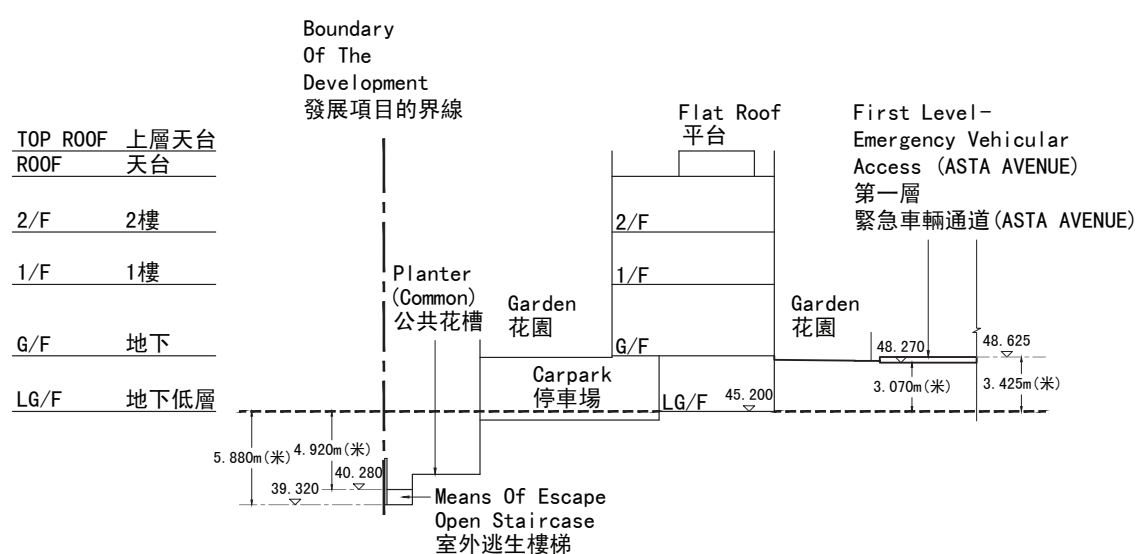 Boundary
Of The
Development
發展項目的界線
TOP ROOF 上層天台
ROOF 天台
2/F 2樓
1/F 1樓
G/F 地下
LG/F 地下低層
Flat Roof
平台
First Level-
Emergency Vehicular
Access (ASTA AVENUE)
第一層
緊急車輛通道(ASTA AVENUE)
2/F
1/F
G/F
LG/F
Planter
(Common)
公共花槽
Garden
花園
Carpark
停車場
Garden
花園
48.270
48.625
3.070m(米)
3.425m(米)
45.200
5.880m(米)
4.920m(米)
40.280
39.320
Means Of Escape
Open Staircase
室外逃生樓梯